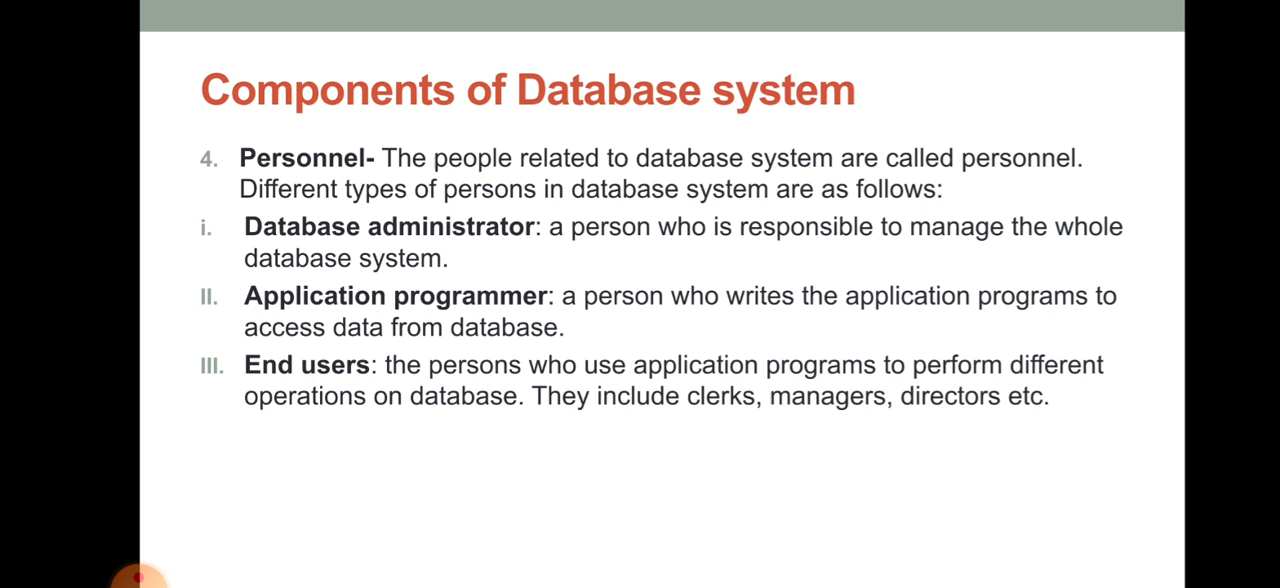 Components of Database system
4. Personnel- The people related to database system are called personnel.
Different types of persons in database system are as follows:
i. Database administrator: a person who is responsible to manage the whole
database system.
II. Application programmer: a person who writes the application programs to
access data from database.
III. End users: the persons who use application programs to perform different
operations on database. They include clerks, managers, directors etc.